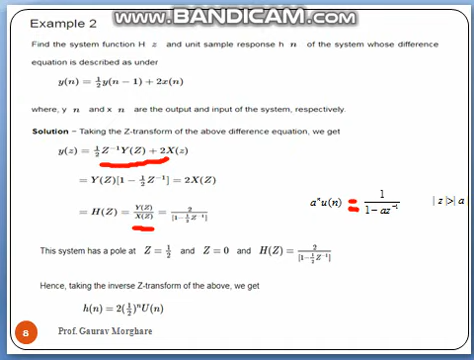 WWW.BANDICAM.COM
Example 2
Find the system function H z and unit sample response h n of the system whose difference
equation is described as under
y(n) = 1/2 y(n − 1) + 2x(n)
where, y n and x n are the output and input of the system, respectively.
Solution − Taking the Z-transform of the above difference equation, we get
y(z) = 1/2 Z⁻¹Y(Z) + 2X(z)
= Y(Z)[1 − 1/2 Z⁻¹] = 2X(Z)
= H(Z) = Y(Z)/X(Z) = 2/[1−1/2 Z⁻¹]
aⁿu(n) = 1/(1 − az⁻¹) | z |>| a
This system has a pole at Z = 1/2 and Z = 0 and H(Z) = 2/[1−1/2 Z⁻¹]
Hence, taking the inverse Z-transform of the above, we get
h(n) = 2(1/2)ⁿU(n)
8 Prof. Gaurav Morghare